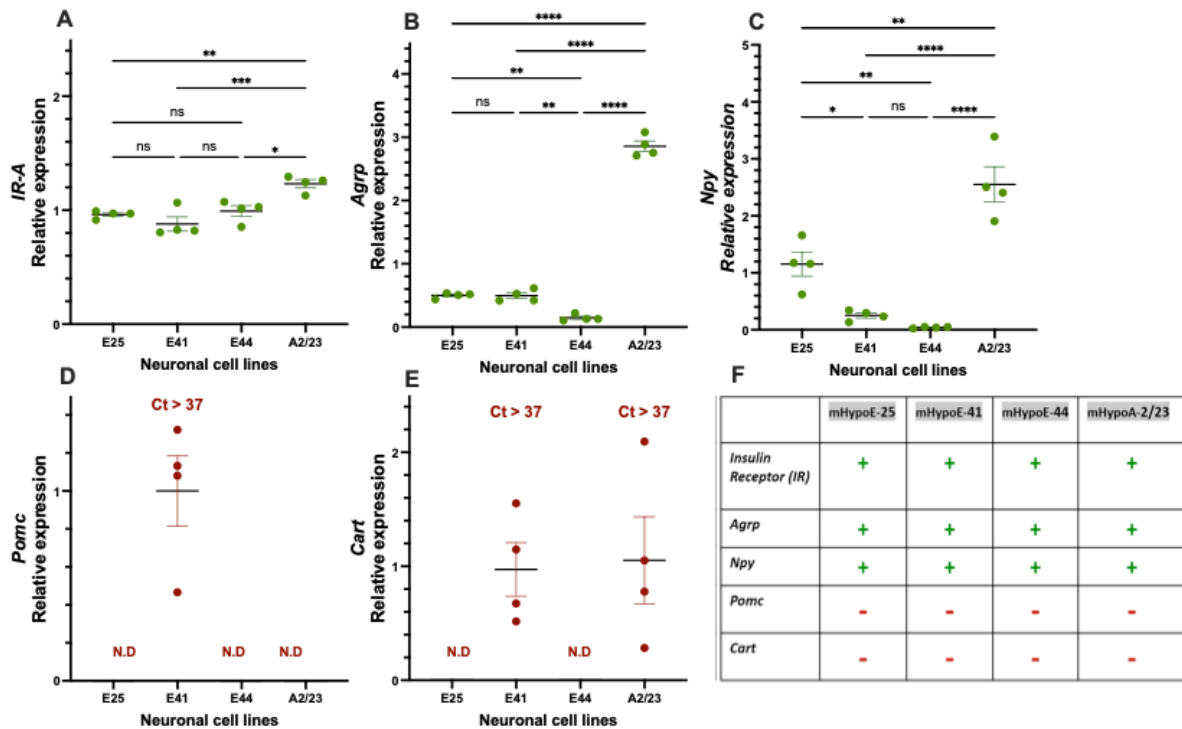 A
**
***
ns
ns
ns
*
IR-A
Relative expression
2
1
0
E25
E41
E44
A2/23
Neuronal cell lines
B
****
****
**
ns
**
****
Agrp
Relative expression
4
3
2
1
0
E25
E41
E44
A2/23
Neuronal cell lines
C
**
****
**
*
ns
****
Npy
Relative expression
5
4
3
2
1
0
E25
E41
E44
A2/23
Neuronal cell lines
D
Ct > 37
Pomc
Relative expression
1
0
N.D
N.D
N.D
E25
E41
E44
A2/23
Neuronal cell lines
E
Ct > 37
Ct > 37
Cart
Relative expression
2
1
0
N.D
N.D
E25
E41
E44
A2/23
Neuronal cell lines
F
mHypoE-25 mHypoE-41 mHypoE-44 mHypoA-2/23
Insulin
Receptor (IR) + + + +
Agrp + + + +
Npy + + + +
Pomc - - - -
Cart - - - -